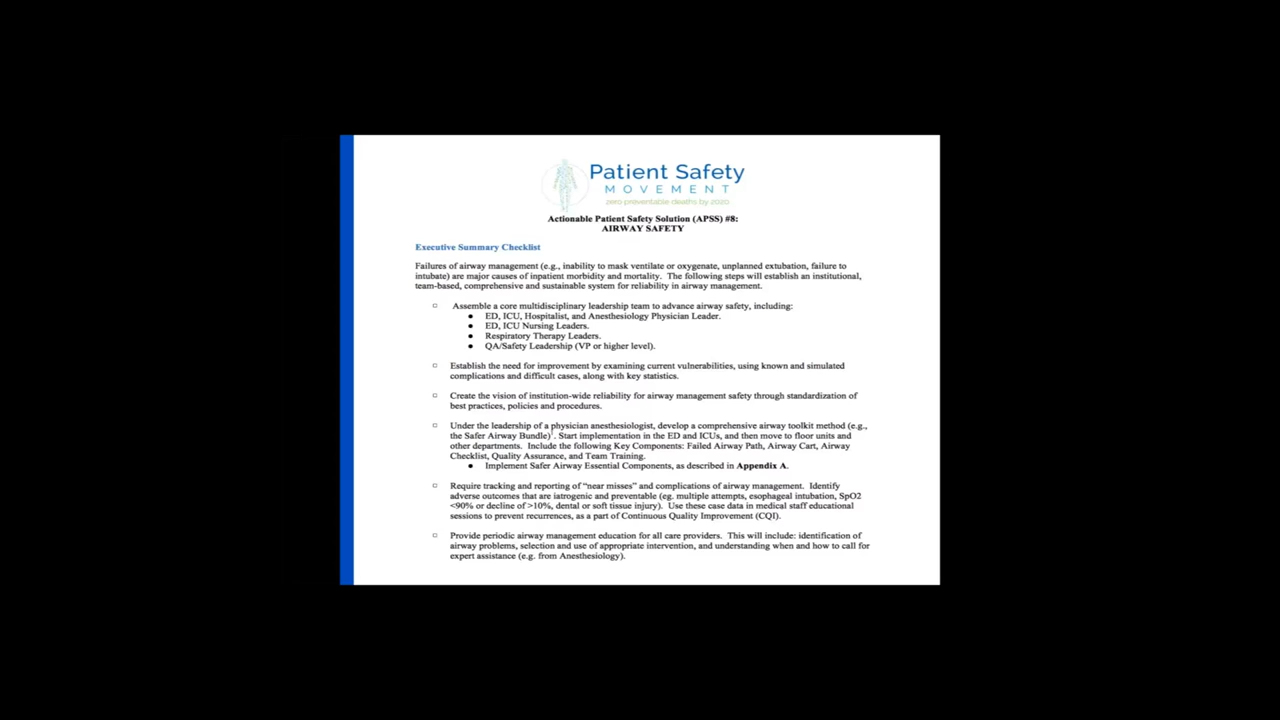 Patient Safety
MOVEMENT
zero preventable deaths by 2020
Actionable Patient Safety Solution (APSS) #8:
AIRWAY SAFETY
Executive Summary Checklist
Failures of airway management (e.g., inability to mask ventilate or oxygenate, unplanned extubation, failure to
intubate) are major causes of inpatient morbidity and mortality. The following steps will establish an institutional,
team-based, comprehensive and sustainable system for reliability in airway management.
Assemble a core multidisciplinary leadership team to advance airway safety, including:
● ED, ICU, Hospitalist, and Anesthesiology Physician Leader.
● ED, ICU Nursing Leaders.
● Respiratory Therapy Leaders.
● QA/Safety Leadership (VP or higher level).
Establish the need for improvement by examining current vulnerabilities, using known and simulated
complications and difficult cases, along with key statistics.
Create the vision of institution-wide reliability for airway management safety through standardization of
best practices, policies and procedures.
Under the leadership of a physician anesthesiologist, develop a comprehensive airway toolkit method (e.g.,
the Safer Airway Bundle)¹. Start implementation in the ED and ICUs, and then move to floor units and
other departments. Include the following Key Components: Failed Airway Path, Airway Cart, Airway
Checklist, Quality Assurance, and Team Training.
● Implement Safer Airway Essential Components, as described in Appendix A.
Require tracking and reporting of “near misses” and complications of airway management. Identify
adverse outcomes that are iatrogenic and preventable (eg. multiple attempts, esophageal intubation, SpO2
<90% or decline of >10%, dental or soft tissue injury). Use these case data in medical staff educational
sessions to prevent recurrences, as a part of Continuous Quality Improvement (CQI).
Provide periodic airway management education for all care providers. This will include: identification of
airway problems, selection and use of appropriate intervention, and understanding when and how to call for
expert assistance (e.g. from Anesthesiology).